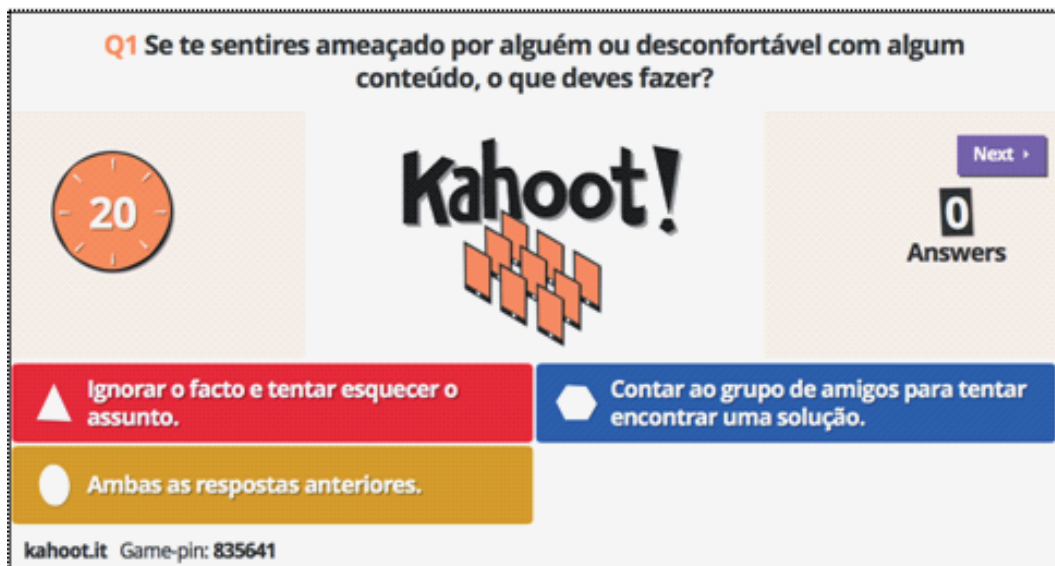 Q1 Se te sentires ameaçado por alguém ou desconfortável com algum
conteúdo, o que deves fazer?
20
Kahoot!
Next ›
0
Answers
Ignorar o facto e tentar esquecer o
assunto.
Contar ao grupo de amigos para tentar
encontrar uma solução.
Ambas as respostas anteriores.
kahoot.it Game-pin: 835641